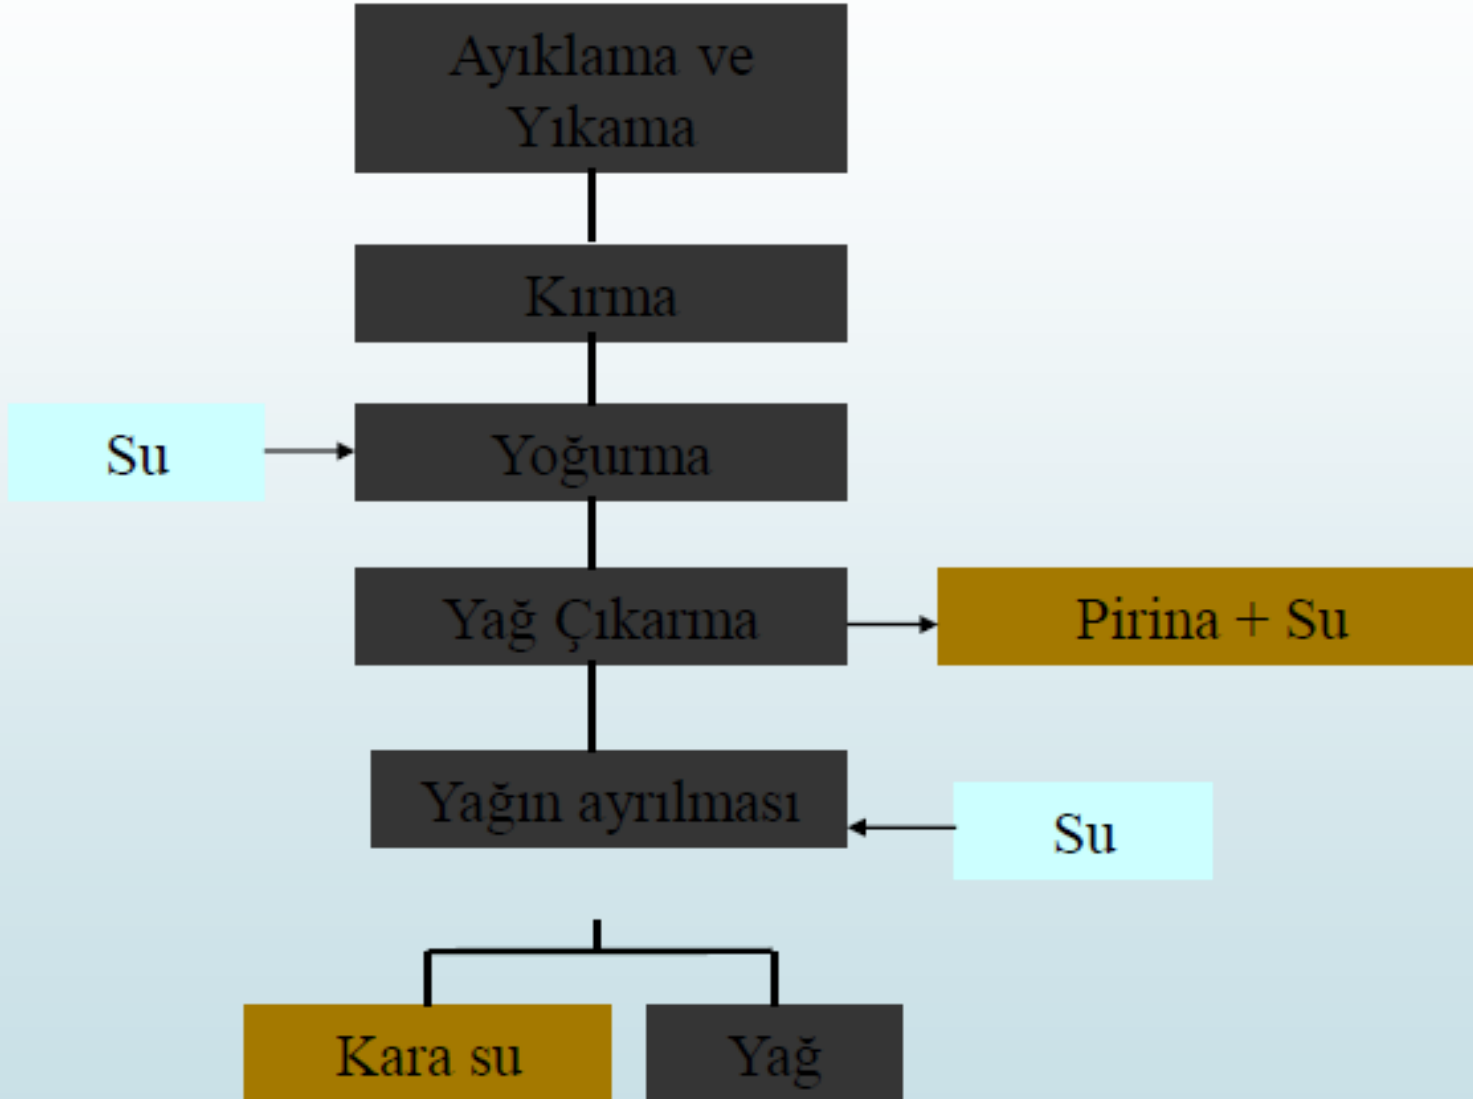 Ayıklama ve
Yıkama
Kırma
Su
Yoğurma
Yağ Çıkarma
Pirina + Su
Yağın ayrılması
Su
Kara su
Yağ